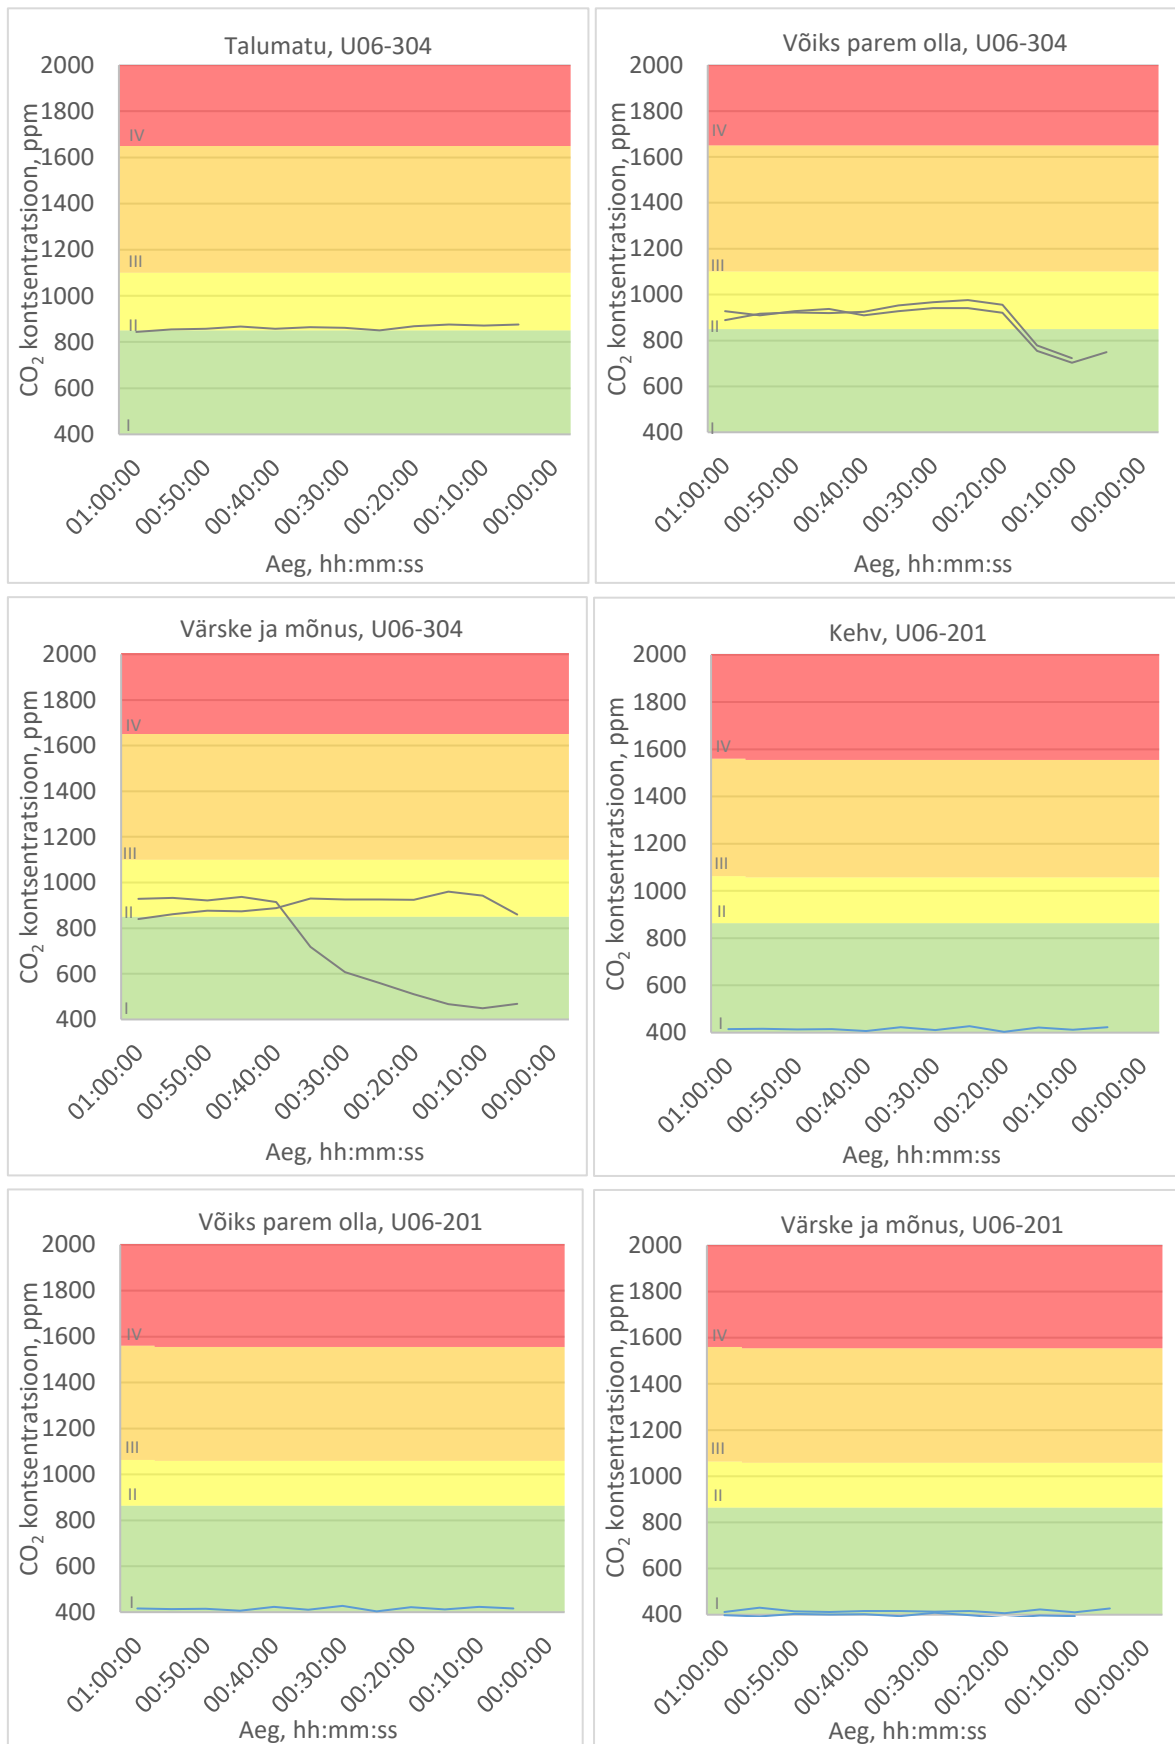 Talumatu, U06-304
CO2 kontsentratsioon, ppm
2000
1800
1600
1400
1200
1000
800
600
400
IV
III
II
I
01:00:00
00:50:00
00:40:00
00:30:00
00:20:00
00:10:00
00:00:00
Aeg, hh:mm:ss
Võiks parem olla, U06-304
CO2 kontsentratsioon, ppm
2000
1800
1600
1400
1200
1000
800
600
400
IV
III
II
I
01:00:00
00:50:00
00:40:00
00:30:00
00:20:00
00:10:00
00:00:00
Aeg, hh:mm:ss
Värske ja mõnus, U06-304
CO2 kontsentratsioon, ppm
2000
1800
1600
1400
1200
1000
800
600
400
IV
III
II
I
01:00:00
00:50:00
00:40:00
00:30:00
00:20:00
00:10:00
00:00:00
Aeg, hh:mm:ss
Kehv, U06-201
CO2 kontsentratsioon, ppm
2000
1800
1600
1400
1200
1000
800
600
400
IV
III
II
I
01:00:00
00:50:00
00:40:00
00:30:00
00:20:00
00:10:00
00:00:00
Aeg, hh:mm:ss
Võiks parem olla, U06-201
CO2 kontsentratsioon, ppm
2000
1800
1600
1400
1200
1000
800
600
400
IV
III
II
I
01:00:00
00:50:00
00:40:00
00:30:00
00:20:00
00:10:00
00:00:00
Aeg, hh:mm:ss
Värske ja mõnus, U06-201
CO2 kontsentratsioon, ppm
2000
1800
1600
1400
1200
1000
800
600
400
IV
III
II
I
01:00:00
00:50:00
00:40:00
00:30:00
00:20:00
00:10:00
00:00:00
Aeg, hh:mm:ss